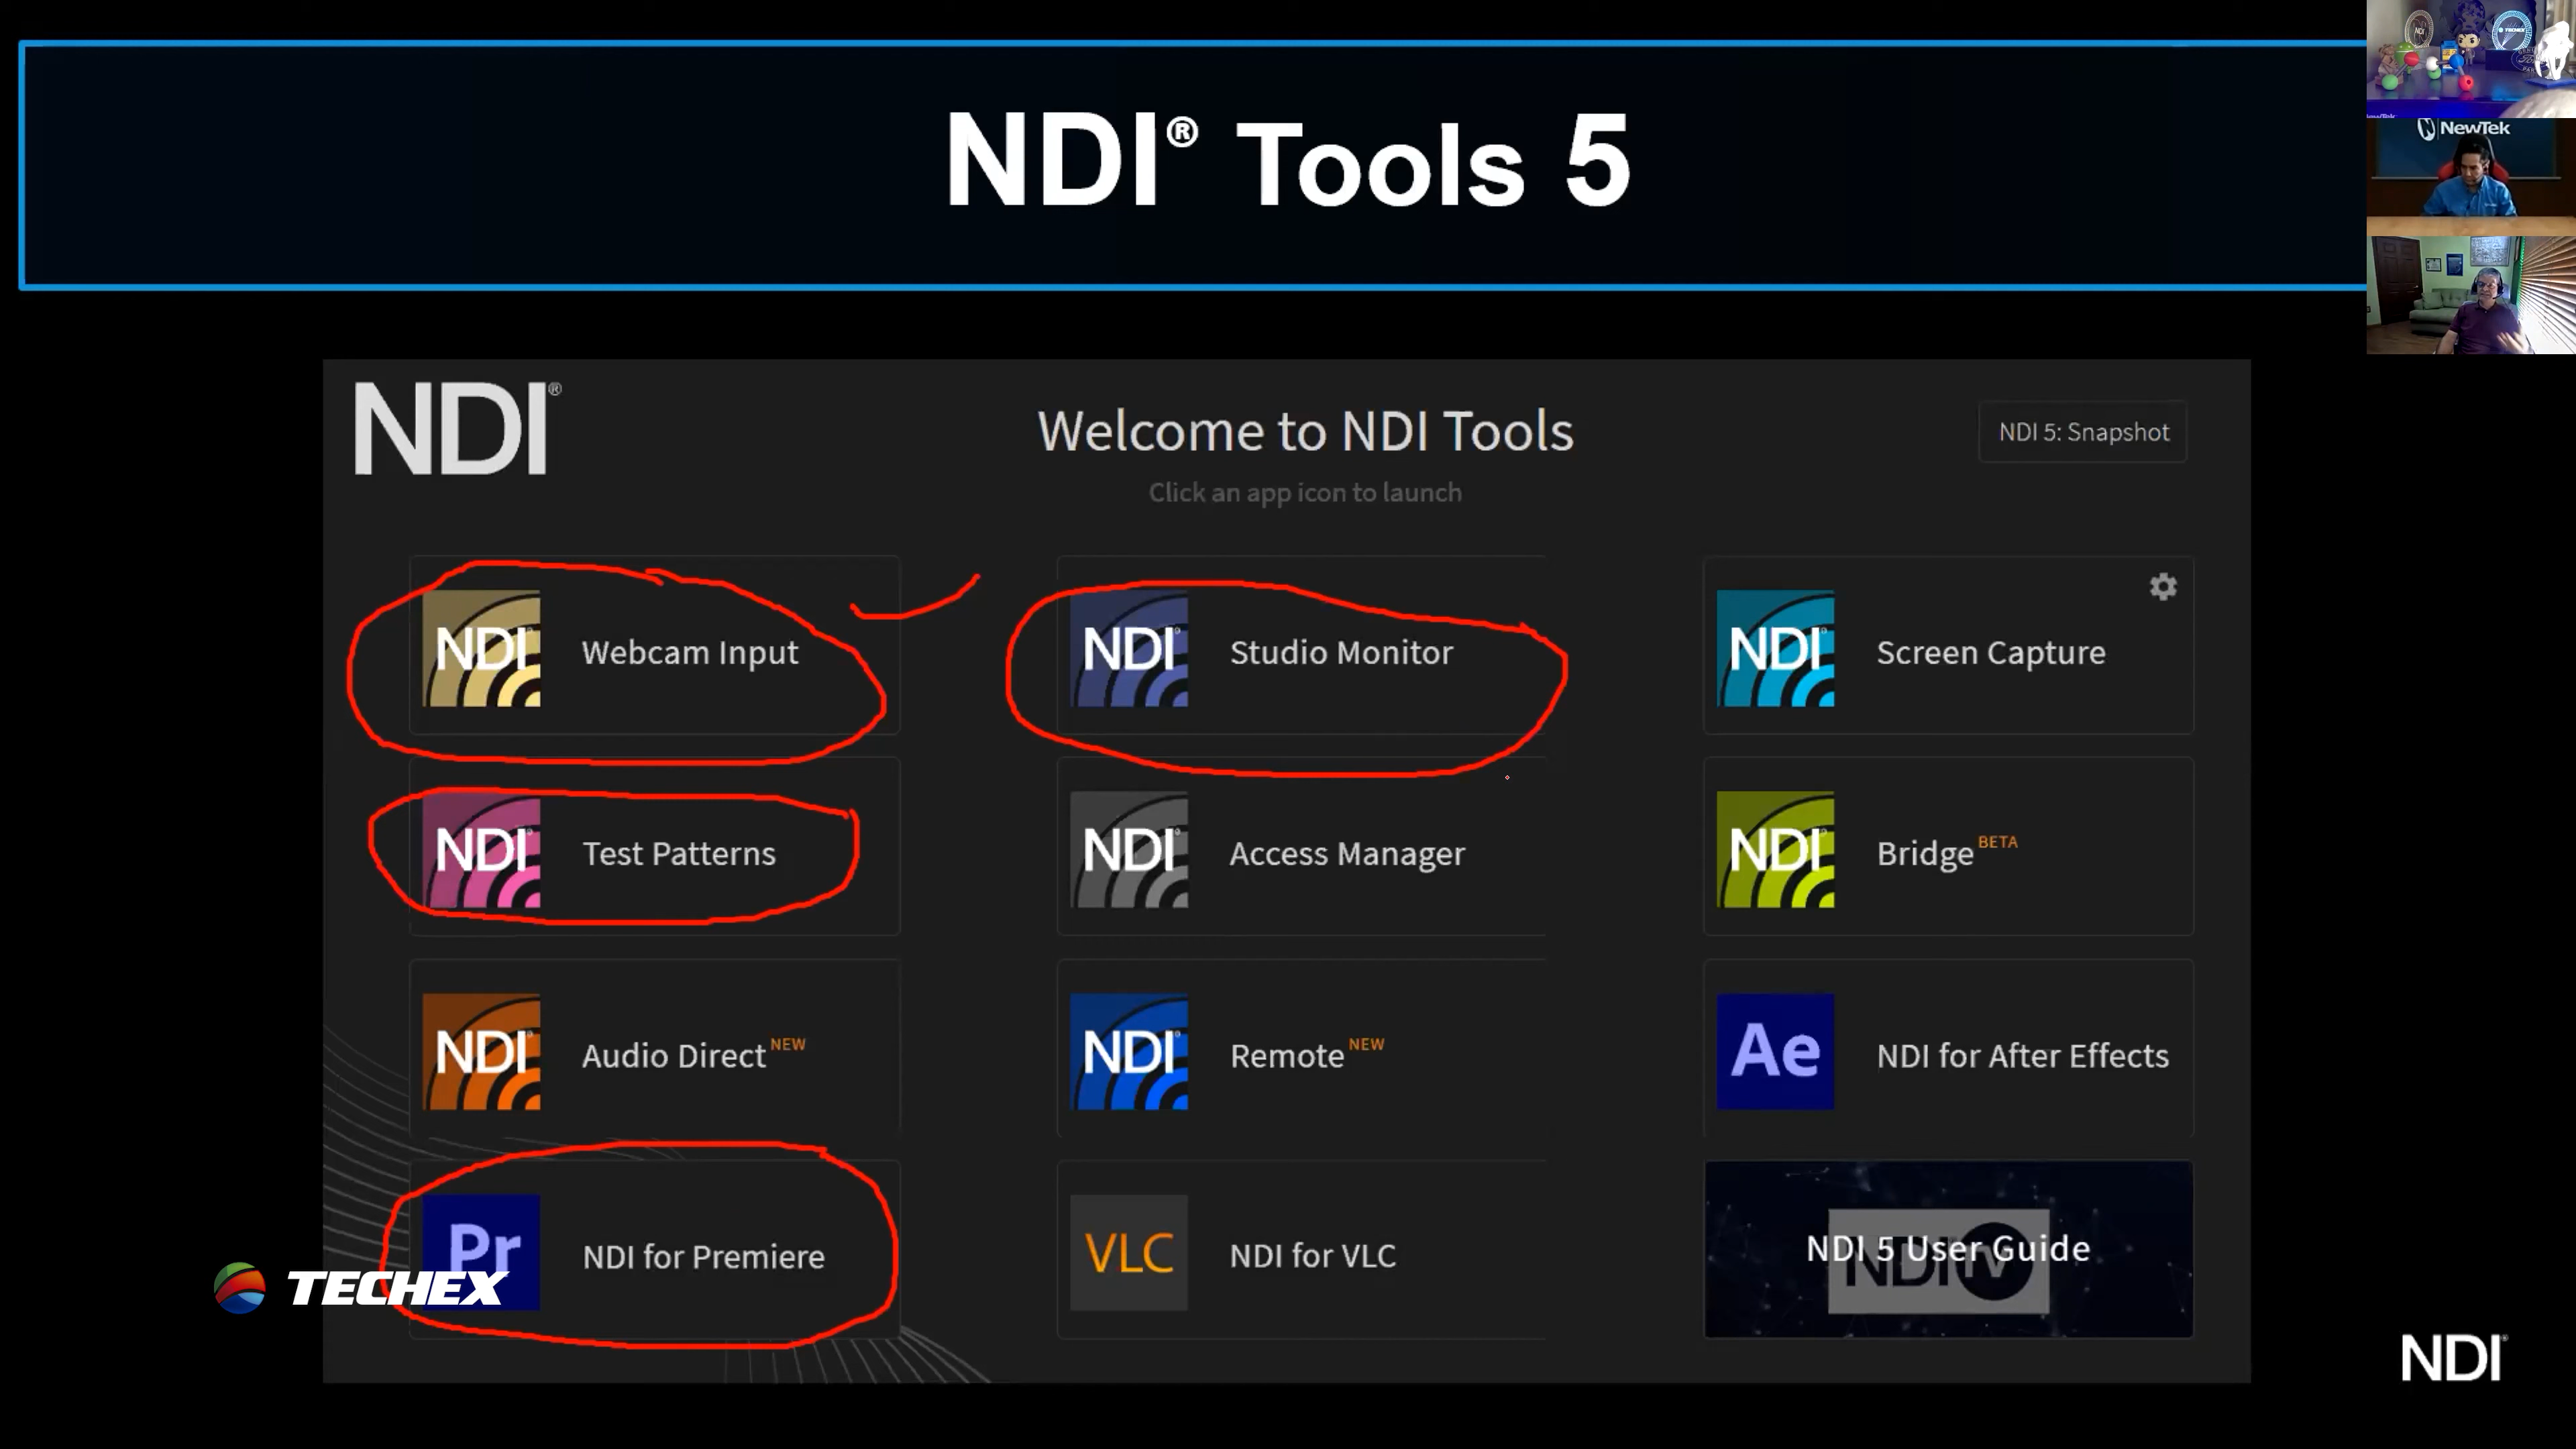 NDI® Tools 5
NewTek
NDI®
Welcome to NDI Tools
NDI 5: Snapshot
Click an app icon to launch
NDI Webcam Input
NDI Studio Monitor
NDI Screen Capture
NDI Test Patterns
NDI Access Manager
NDI Bridge BETA
NDI Audio Direct NEW
NDI Remote NEW
Ae NDI for After Effects
Pr NDI for Premiere
VLC NDI for VLC
NDI 5 User Guide
NDI TV
TECHEX
NDI®